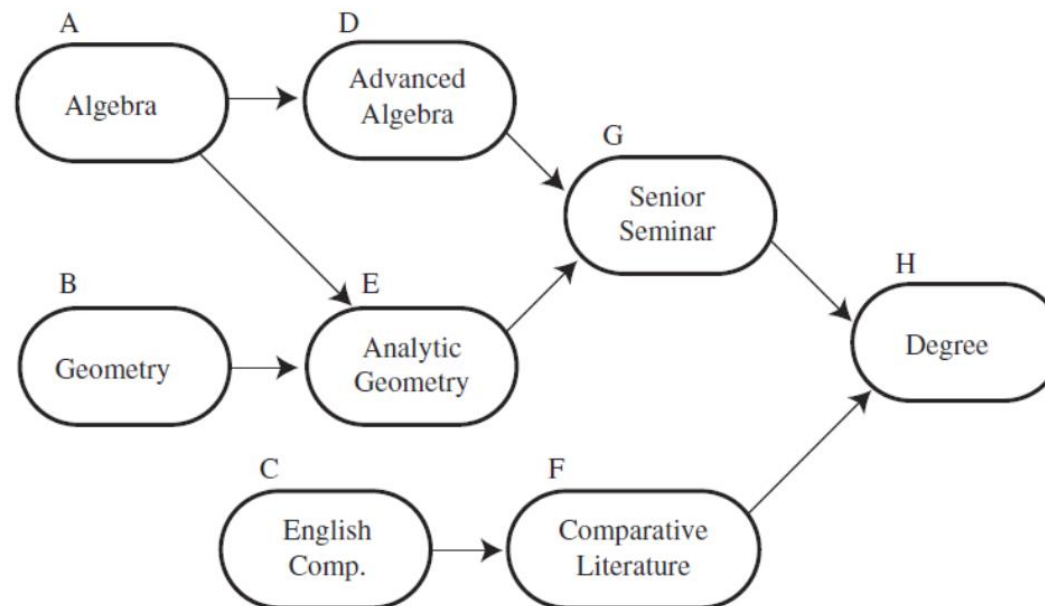 A
Algebra
D
Advanced
Algebra
G
Senior
Seminar
B
Geometry
E
Analytic
Geometry
H
Degree
C
English
Comp.
F
Comparative
Literature